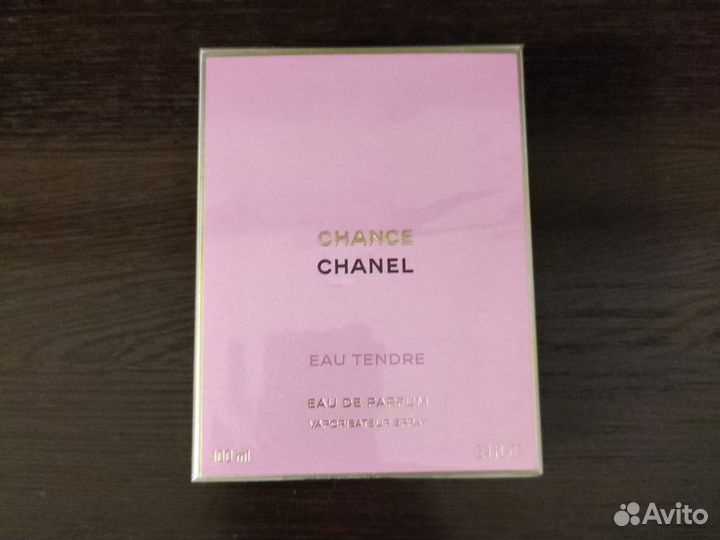 CHANCE
CHANEL
EAU TENDRE
EAU DE PARFUM
VAPORISATEUR SPRAY
100 ml
Avito